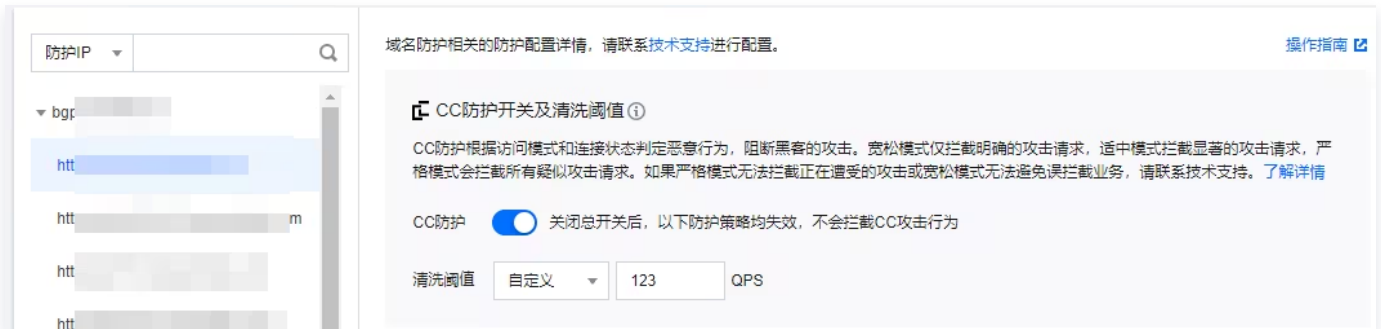 防护IP
bgp
htt
htt m
htt
htt
域名防护相关的防护配置详情，请联系技术支持进行配置。
操作指南
CC防护开关及清洗阈值
CC防护根据访问模式和连接状态判定恶意行为，阻断黑客的攻击。宽松模式仅拦截明确的攻击请求，适中模式拦截显著的攻击请求，严
格模式会拦截所有疑似攻击请求。如果严格模式无法拦截正在遭受的攻击或宽松模式无法避免误拦截业务，请联系技术支持。了解详情
CC防护 关闭总开关后，以下防护策略均失效，不会拦截CC攻击行为
清洗阈值 自定义 123 QPS